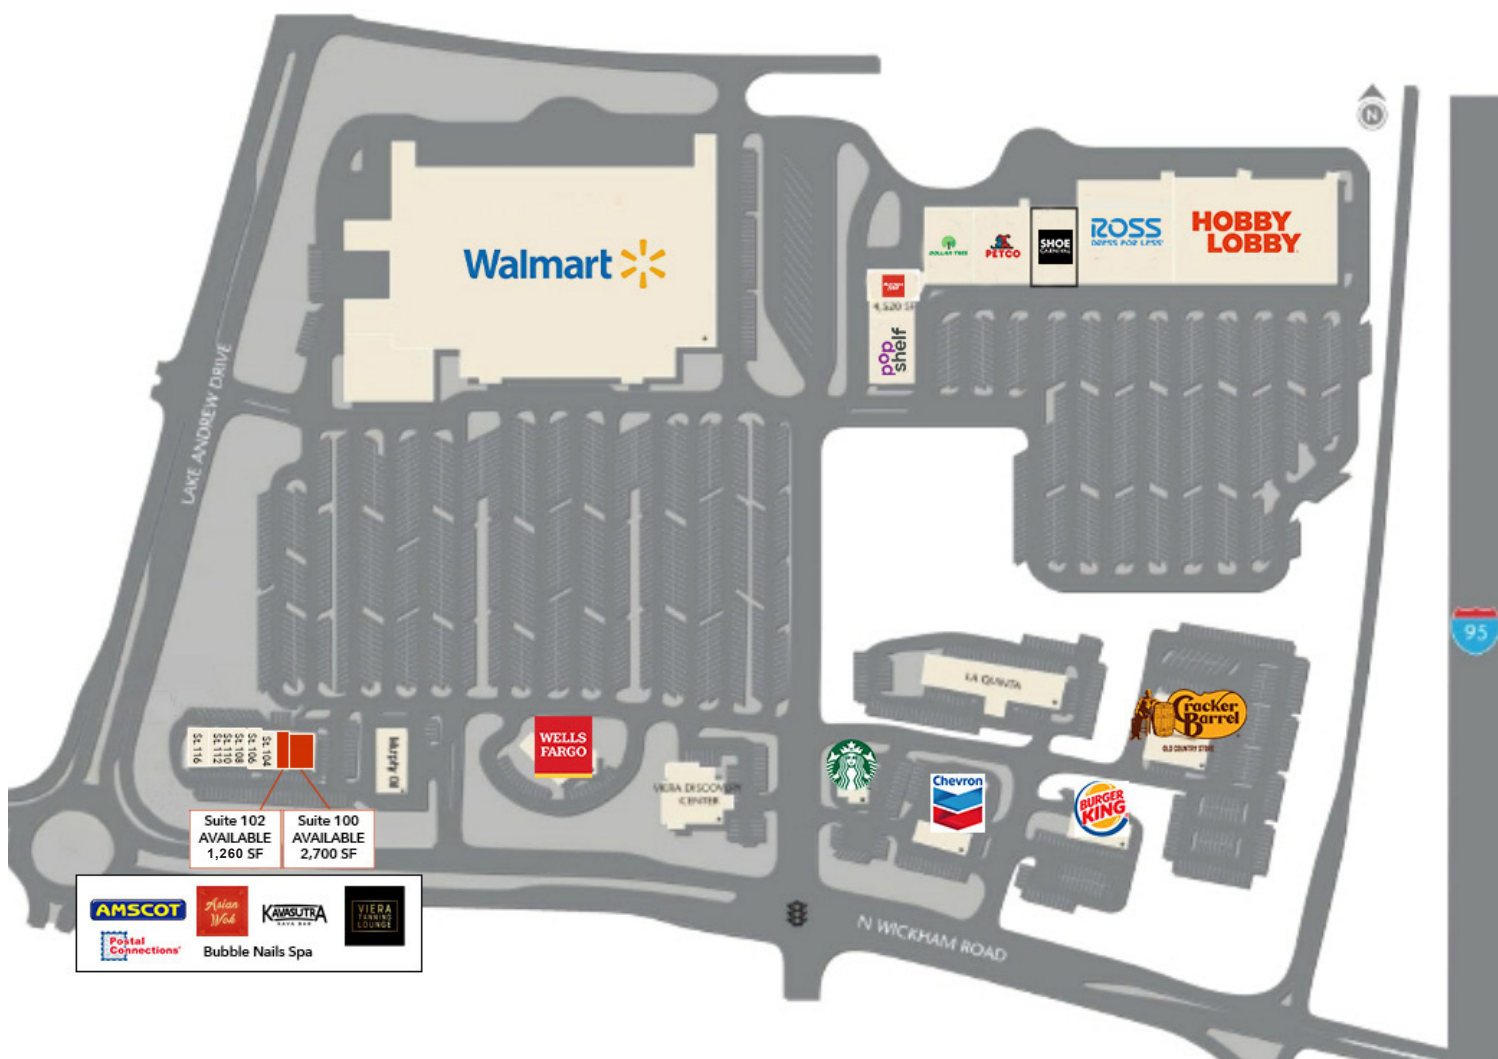 N
Walmart
DOLLAR TREE
PETCO
SHOE
CARNIVAL
ROSS
DRESS FOR LESS
HOBBY
LOBBY
4,520 SF
pop
shelf
LAKE ANDREW DRIVE
95
LA QUINTA
Cracker
Barrel
OLD COUNTRY STORE
WELLS
FARGO
VIERA DISCOVERY
CENTER
Chevron
BURGER
KING
St. 116
St. 112
St. 110
St. 108
St. 106
St. 104
Murphy Oil
Suite 102
AVAILABLE
1,260 SF
Suite 100
AVAILABLE
2,700 SF
AMSCOT
Asian
Wok
KAVASUTRA
KAVA BAR
VIERA
TANNING
LOUNGE
Postal
Connections
Bubble Nails Spa
N WICKHAM ROAD